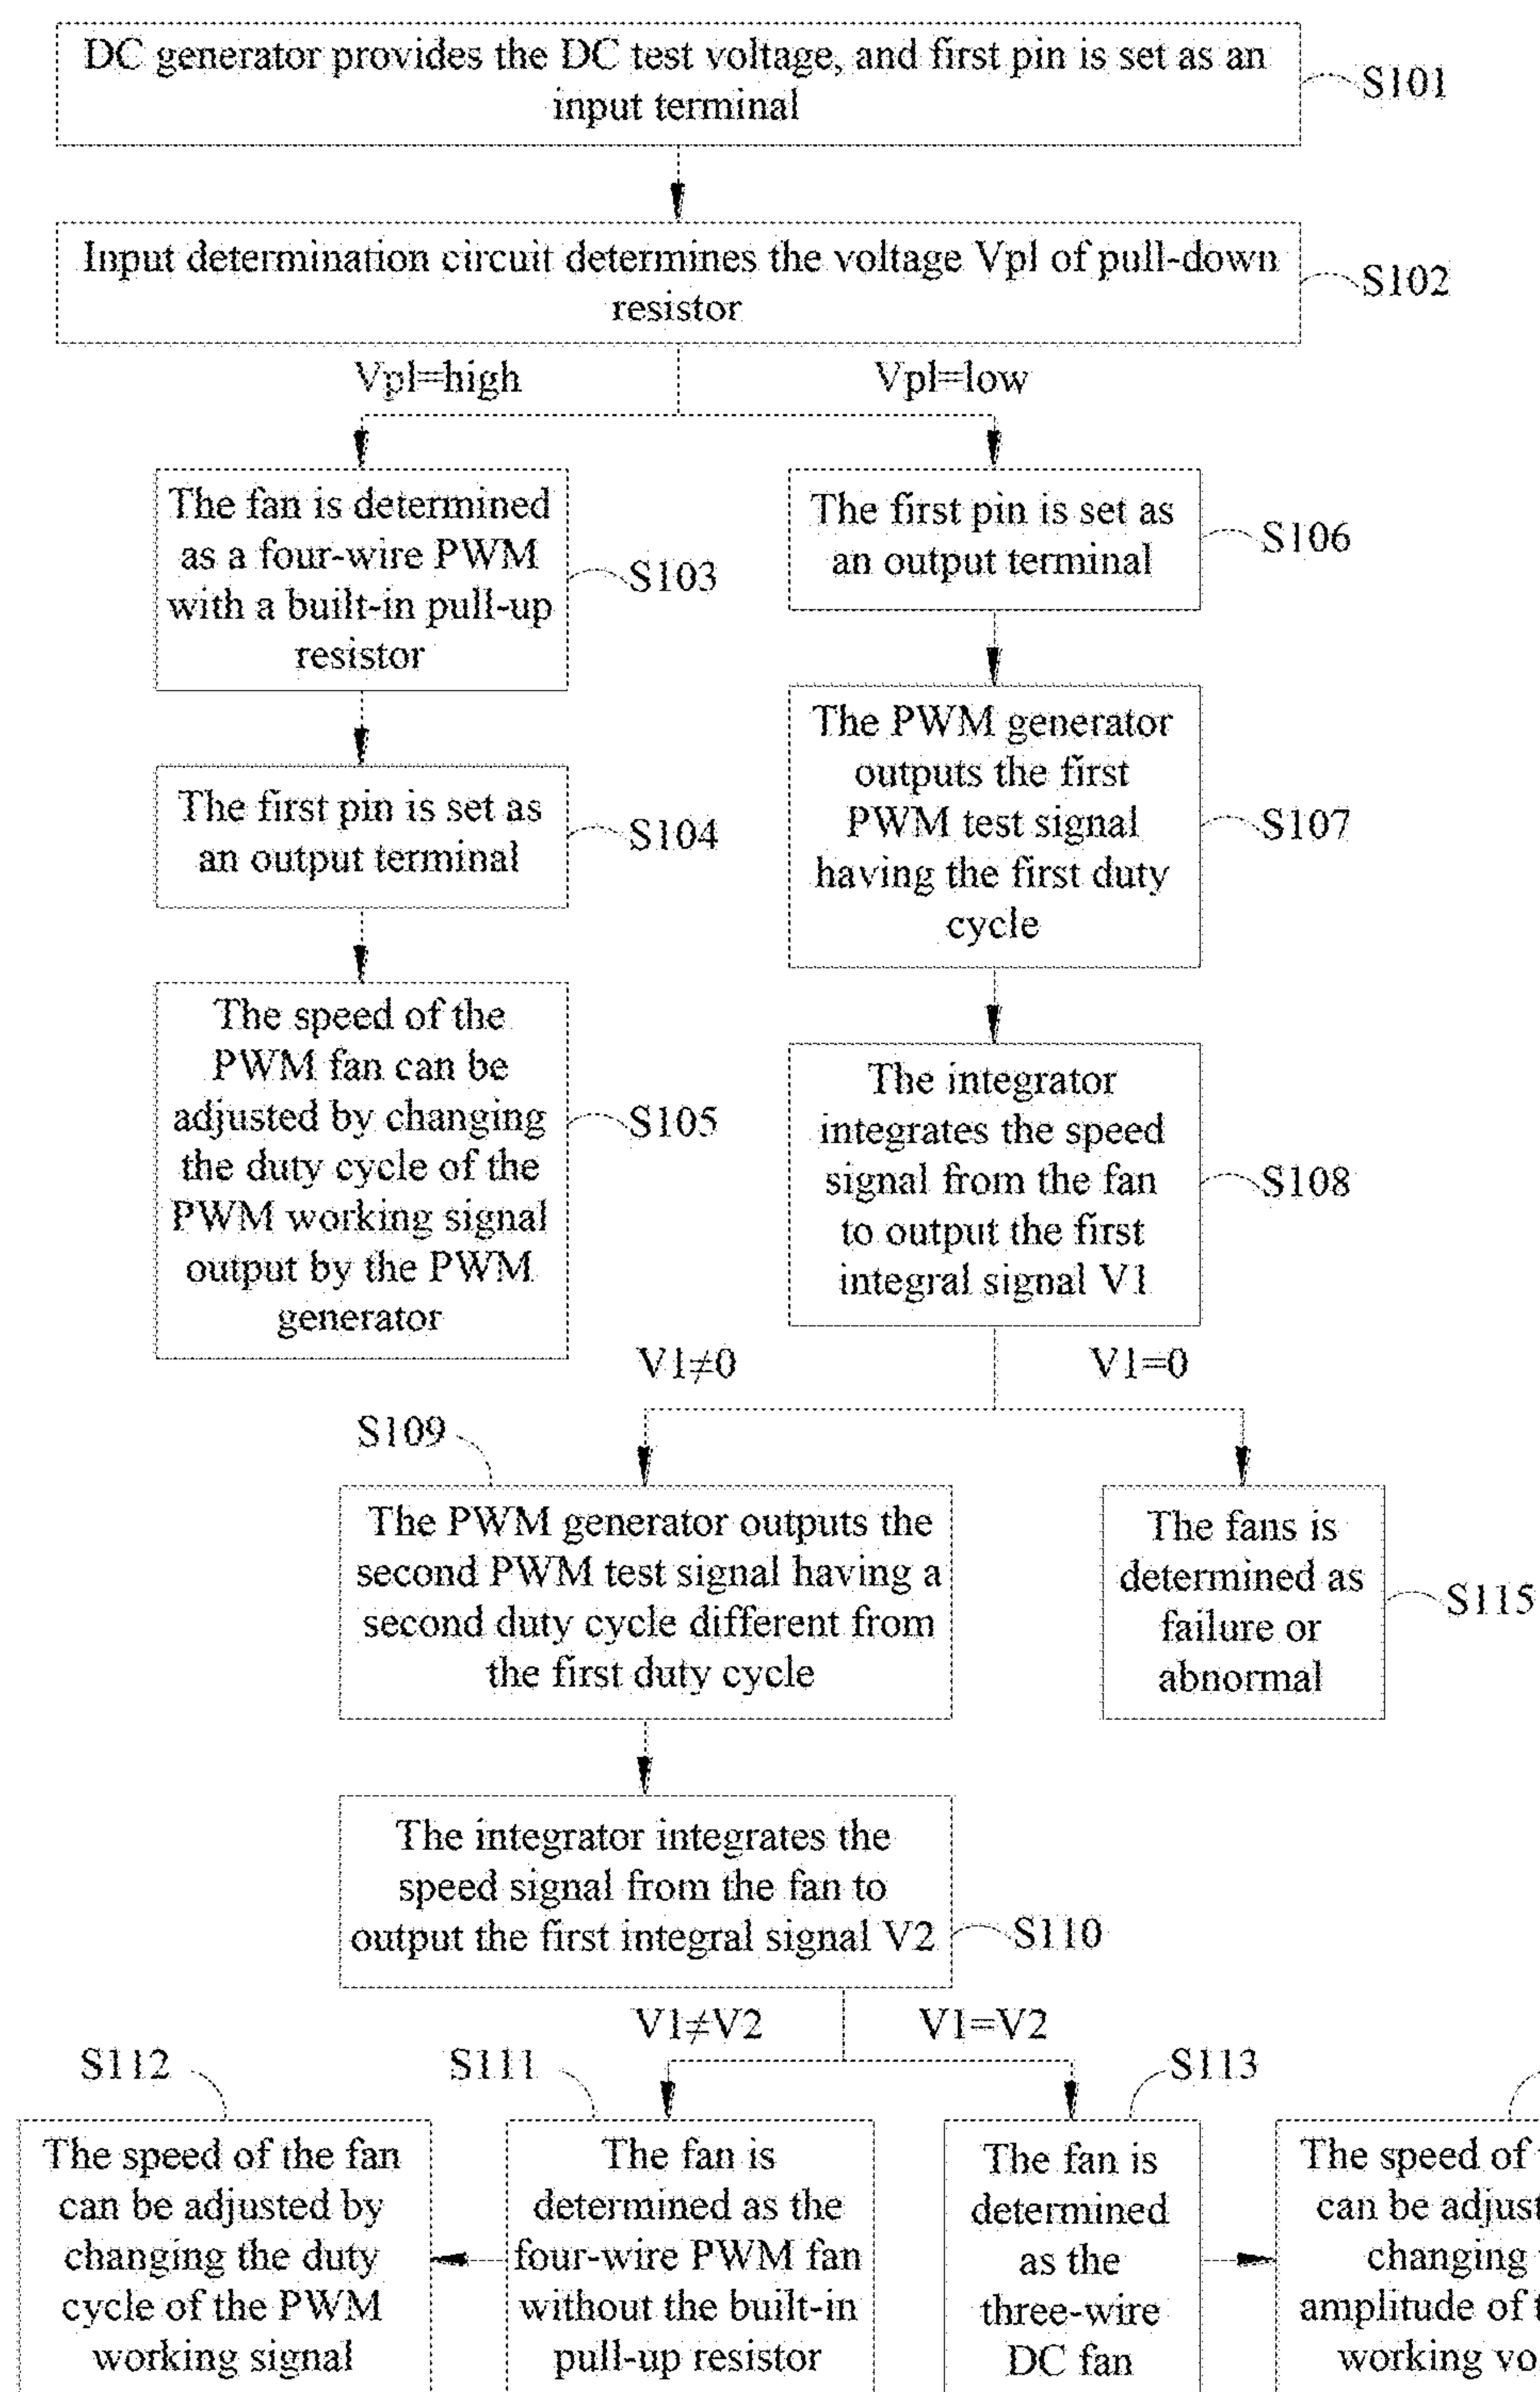 DC generator provides the DC test voltage, and first pin is set as an
input terminal
S101
Input determination circuit determines the voltage Vpl of pull-down
resistor
S102
Vpl=high
Vpl=low
The fan is determined
as a four-wire PWM
with a built-in pull-up
resistor
S103
The first pin is set as
an output terminal
S106
The first pin is set as
an output terminal
S104
The PWM generator
outputs the first
PWM test signal
having the first duty
cycle
S107
The speed of the
PWM fan can be
adjusted by changing
the duty cycle of the
PWM working signal
output by the PWM
generator
S105
The integrator
integrates the speed
signal from the fan
to output the first
integral signal V1
S108
V1≠0
V1=0
S109
The PWM generator outputs the
second PWM test signal having a
second duty cycle different from
the first duty cycle
The fans is
determined as
failure or
abnormal
S115
The integrator integrates the
speed signal from the fan to
output the first integral signal V2
S110
V1≠V2
V1=V2
S112
S111
S113
The speed of the fan
can be adjusted by
changing the duty
cycle of the PWM
working signal
The fan is
determined as the
four-wire PWM fan
without the built-in
pull-up resistor
The fan is
determined
as the
three-wire
DC fan
The speed of
can be
changing
amplitude of
working